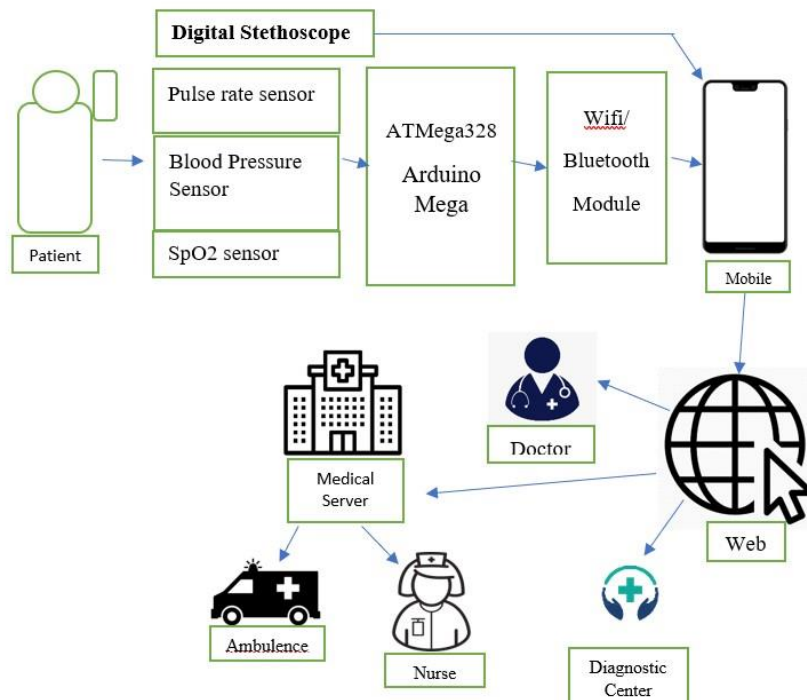 Digital Stethoscope
Pulse rate sensor
Blood Pressure
Sensor
SpO2 sensor
ATMega328
Arduino
Mega
Wifi/
Bluetooth
Module
Patient
Mobile
Doctor
Medical
Server
Web
Ambulence
Nurse
Diagnostic
Center